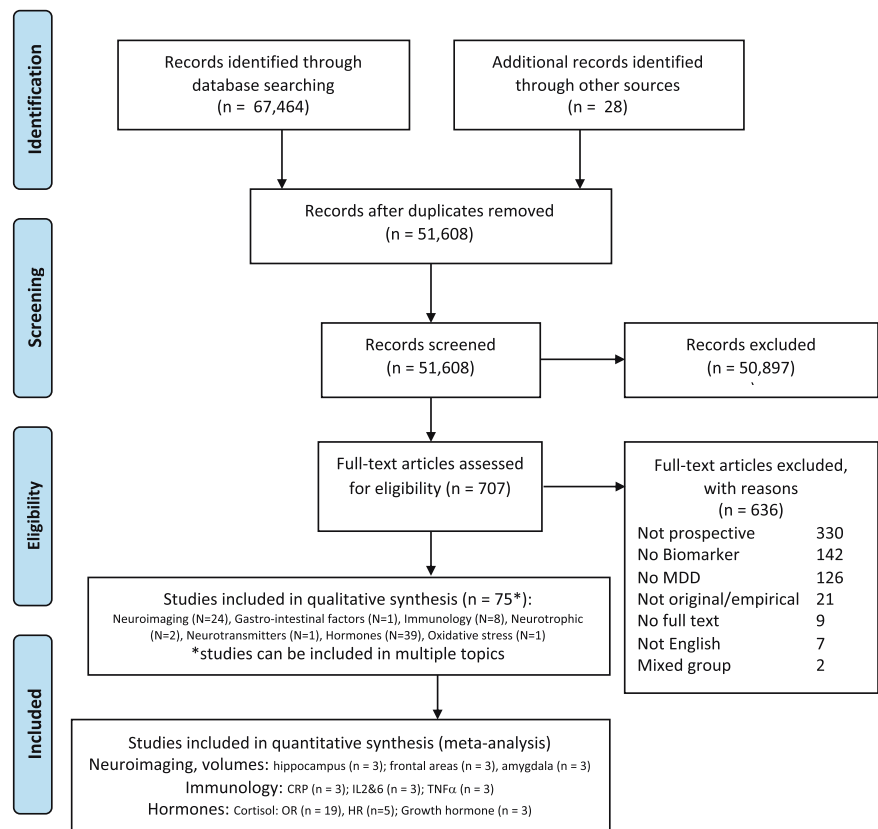 Identification
Records identified through
database searching
(n = 67,464)
Additional records identified
through other sources
(n = 28)
Records after duplicates removed
(n = 51,608)
Screening
Records screened
(n = 51,608)
Records excluded
(n = 50,897)
Eligibility
Full-text articles assessed
for eligibility (n = 707)
Full-text articles excluded,
with reasons
(n = 636)
Not prospective 330
No Biomarker 142
No MDD 126
Not original/empirical 21
No full text 9
Not English 7
Mixed group 2
Studies included in qualitative synthesis (n = 75*):
Neuroimaging (N=24), Gastro-intestinal factors (N=1), Immunology (N=8), Neurotrophic
(N=2), Neurotransmitters (N=1), Hormones (N=39), Oxidative stress (N=1)
*studies can be included in multiple topics
Included
Studies included in quantitative synthesis (meta-analysis)
Neuroimaging, volumes: hippocampus (n = 3); frontal areas (n = 3), amygdala (n = 3)
Immunology: CRP (n = 3); IL2&6 (n = 3); TNFα (n = 3)
Hormones: Cortisol: OR (n = 19), HR (n=5); Growth hormone (n = 3)